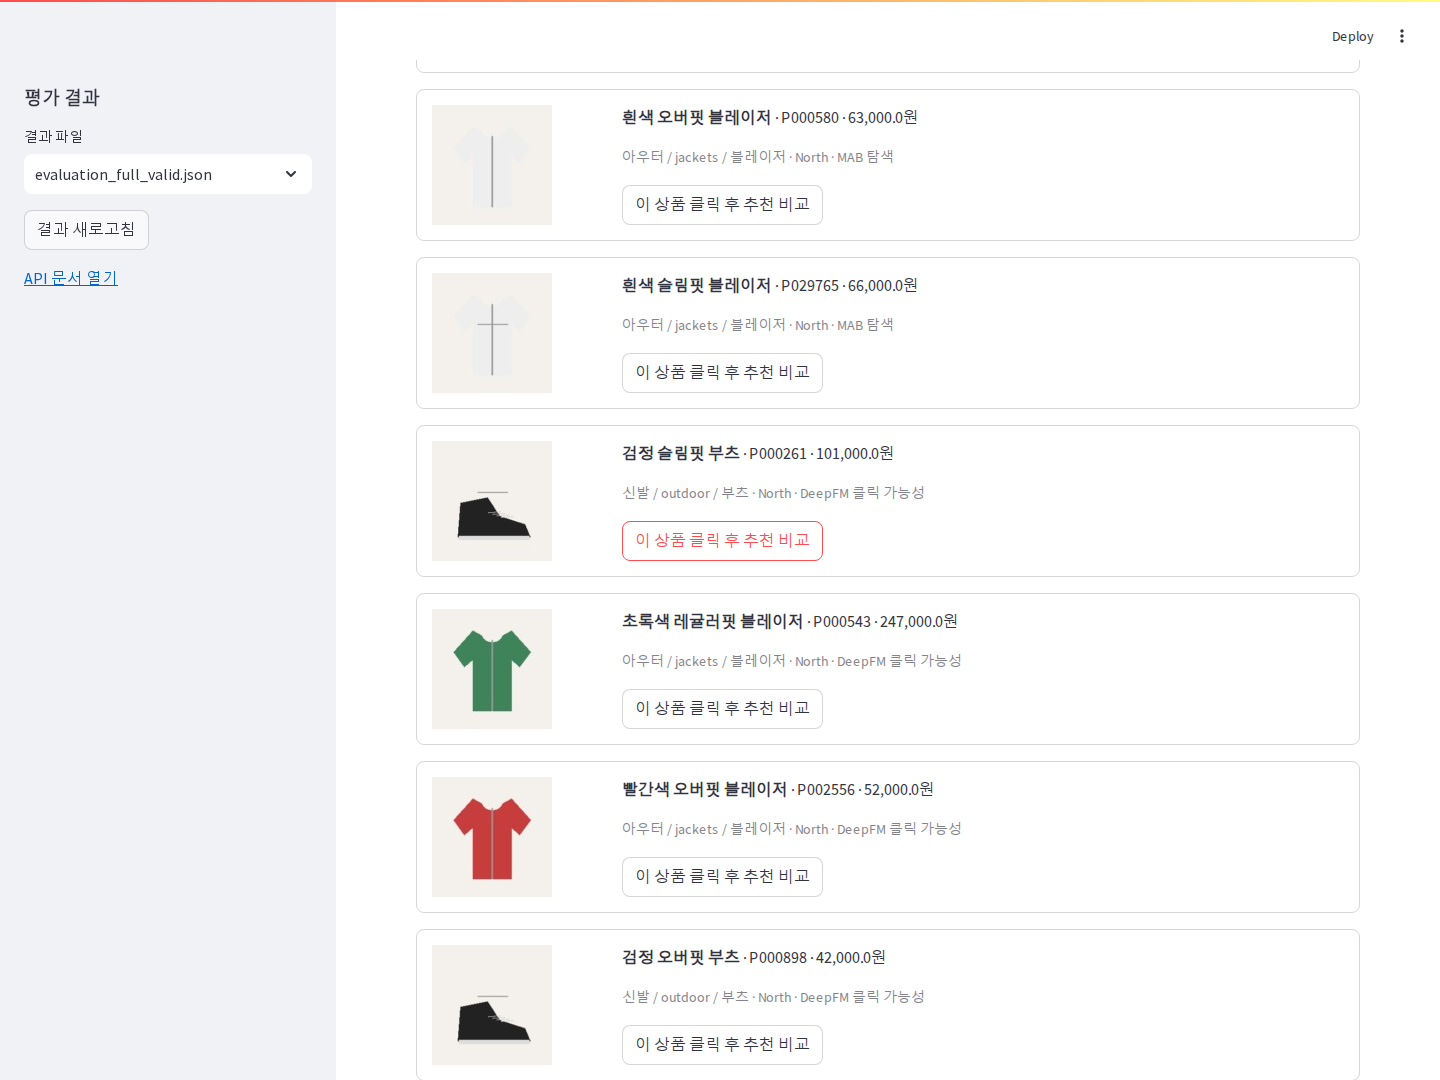 Deploy
평가 결과
결과 파일
evaluation_full_valid.json
결과 새로고침
API 문서 열기
흰색 오버핏 블레이저 · P000580 · 63,000.0원
아우터 / jackets / 블레이저 · North · MAB 탐색
이 상품 클릭 후 추천 비교
흰색 슬림핏 블레이저 · P029765 · 66,000.0원
아우터 / jackets / 블레이저 · North · MAB 탐색
이 상품 클릭 후 추천 비교
검정 슬림핏 부츠 · P000261 · 101,000.0원
신발 / outdoor / 부츠 · North · DeepFM 클릭 가능성
이 상품 클릭 후 추천 비교
초록색 레귤러핏 블레이저 · P000543 · 247,000.0원
아우터 / jackets / 블레이저 · North · DeepFM 클릭 가능성
이 상품 클릭 후 추천 비교
빨간색 오버핏 블레이저 · P002556 · 52,000.0원
아우터 / jackets / 블레이저 · North · DeepFM 클릭 가능성
이 상품 클릭 후 추천 비교
검정 오버핏 부츠 · P000898 · 42,000.0원
신발 / outdoor / 부츠 · North · DeepFM 클릭 가능성
이 상품 클릭 후 추천 비교